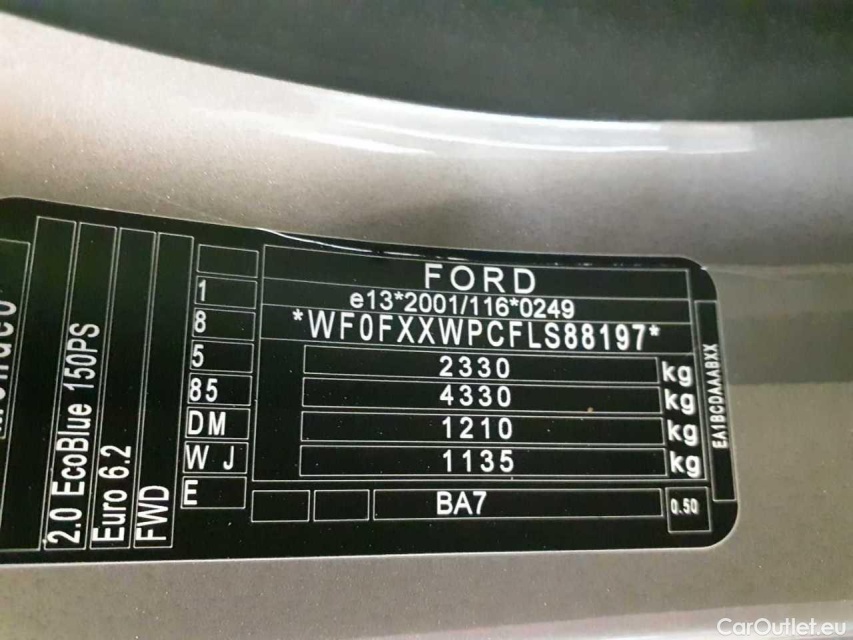 FORD
e13*2001/116*0249
*WF0FXXWPCFLS88197*
2330 kg
4330 kg
1210 kg
1135 kg
BA7
0.50
1
8
5
85
DM
W J
E
2.0 EcoBlue 150PS
Euro 6.2
FWD
EA1BCDAAABXX
CarOutlet.eu